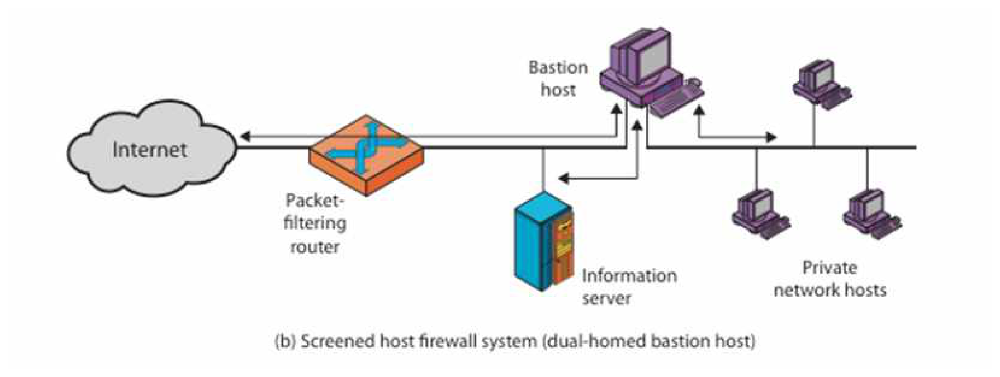 Bastion
host
Internet
Packet-
filtering
router
Information
server
Private
network hosts
(b) Screened host firewall system (dual-homed bastion host)